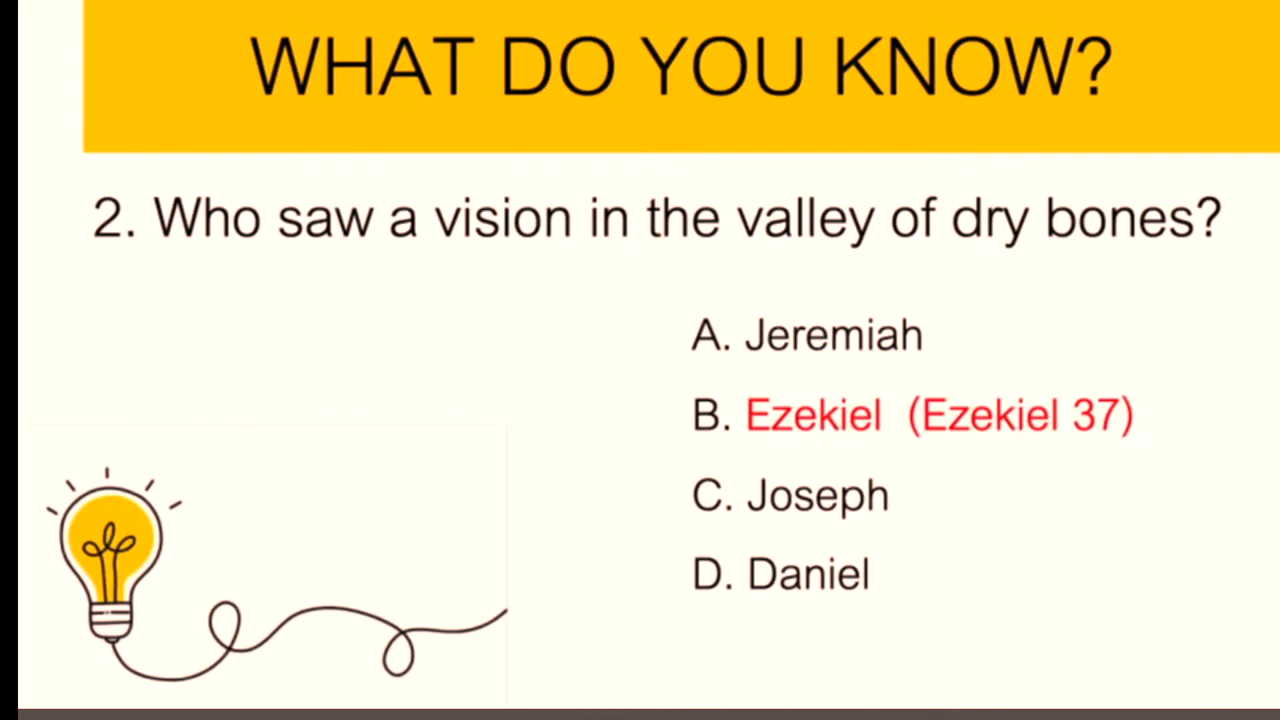 WHAT DO YOU KNOW?
2. Who saw a vision in the valley of dry bones?
A. Jeremiah
B. Ezekiel (Ezekiel 37)
C. Joseph
D. Daniel